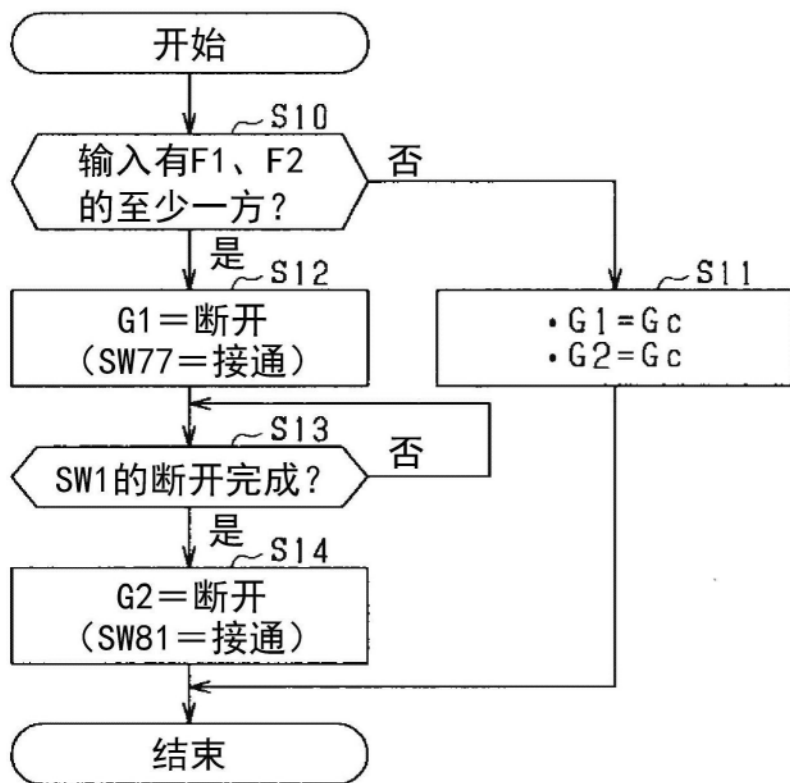 开始
S10
输入有F1、F2
的至少一方?
否
是
S12
G1=断开
(SW77=接通)
S11
·G1=Gc
·G2=Gc
S13
SW1的断开完成?
否
是
S14
G2=断开
(SW81=接通)
结束